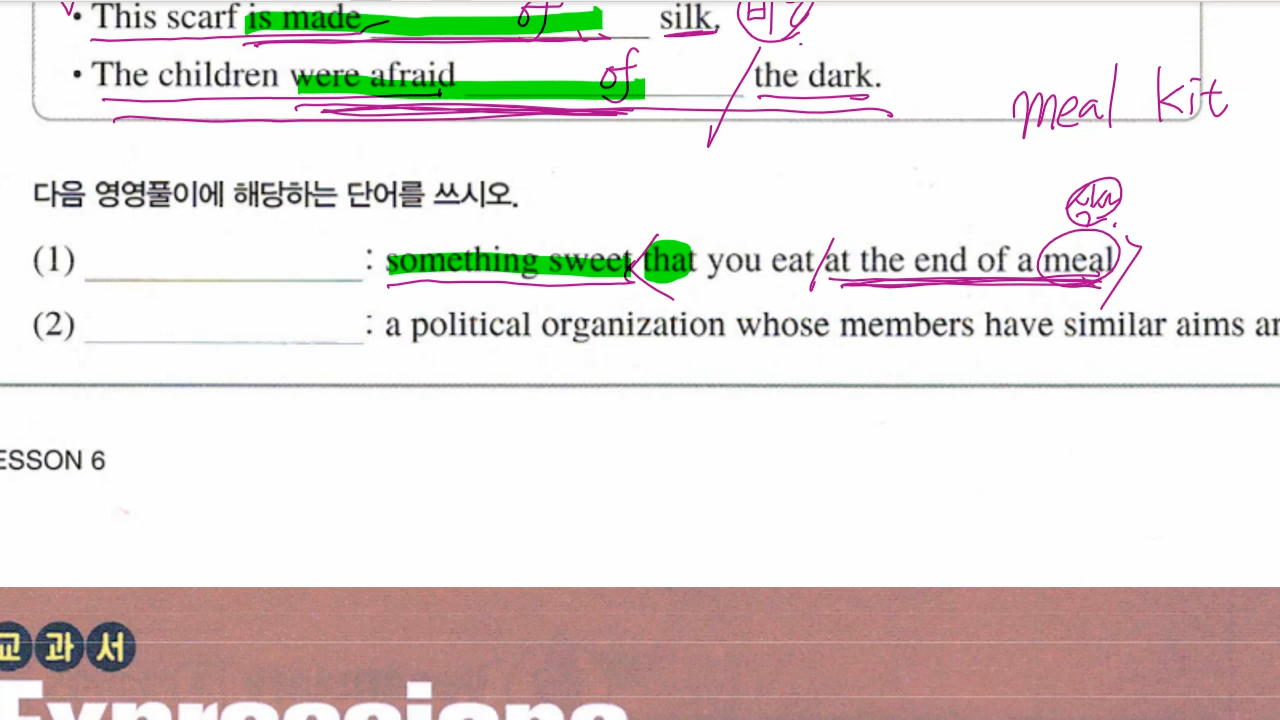 • This scarf is made of silk.
• The children were afraid of the dark.
meal kit
다음 영영풀이에 해당하는 단어를 쓰시오.
(1) : something sweet that you eat at the end of a meal
(2) : a political organization whose members have similar aims
ESSON 6
교과서
Expressions